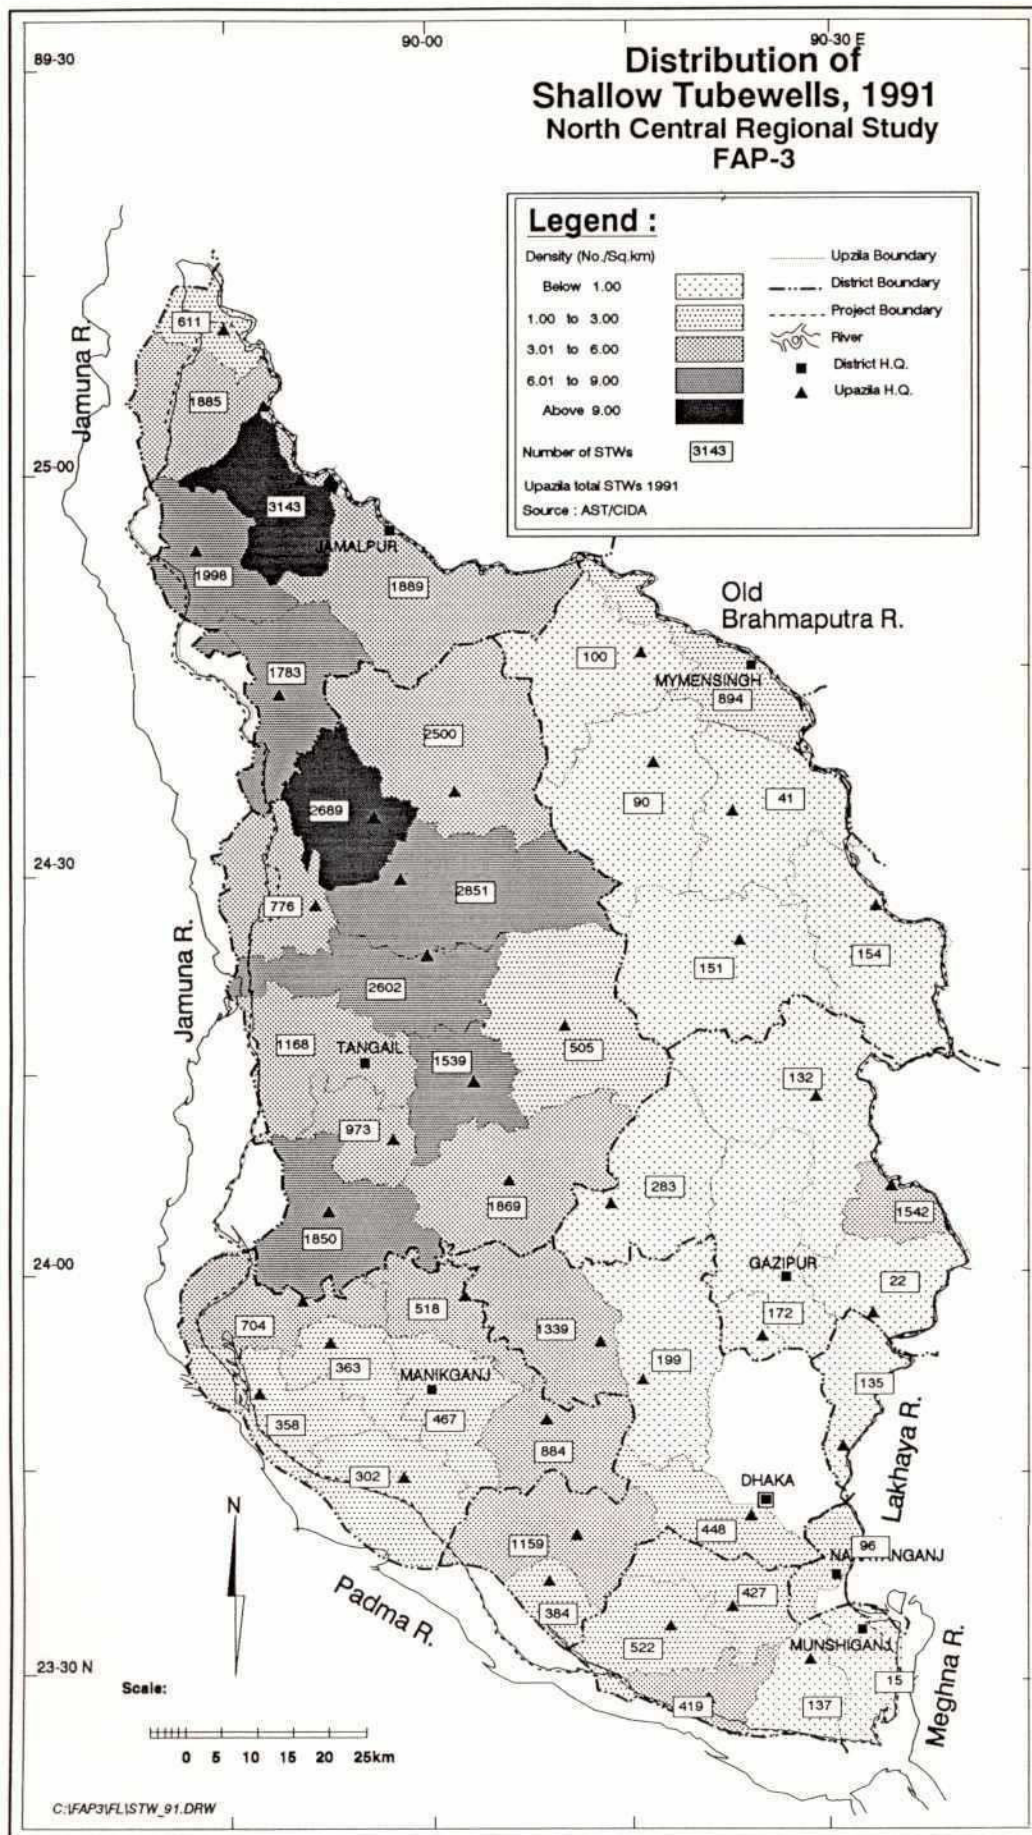 89-30
90-00
90-30 E
Distribution of
Shallow Tubewells, 1991
North Central Regional Study
FAP-3
Legend :
Density (No./Sq.km)
Below 1.00
1.00 to 3.00
3.01 to 6.00
6.01 to 9.00
Above 9.00
Number of STWs 3143
Upazila total STWs 1991
Source : AST/CIDA
Upzila Boundary
District Boundary
Project Boundary
River
District H.Q.
Upazila H.Q.
Jamuna R.
611
1885
25-00
3143
JAMALPUR
1998
1889
Old
Brahmaputra R.
100
MYMENSINGH
894
1783
2500
90
41
2689
24-30
776
2851
151
154
Jamuna R.
2602
1168
TANGAIL
1539
505
132
973
283
1869
1542
1850
24-00
GAZIPUR
22
518
704
1339
172
363
199
135
MANIKGANJ
358
467
884
Lakhaya R.
302
DHAKA
N
448
96
1159
Padma R.
384
427
522
MUNSHIGANJ
23-30 N
15
Meghna R.
419
137
Scale:
0 5 10 15 20 25km
C:\FAP3\FL\STW_91.DRW